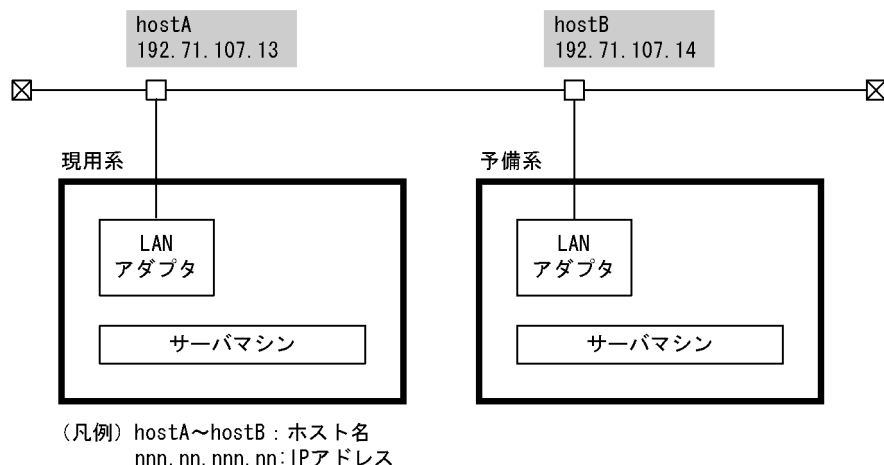 hostA
192.71.107.13
hostB
192.71.107.14
現用系
予備系
LAN
アダプタ
LAN
アダプタ
サーバマシン
サーバマシン
(凡例) hostA～hostB：ホスト名
nnn.nn.nnn.nn:IPアドレス